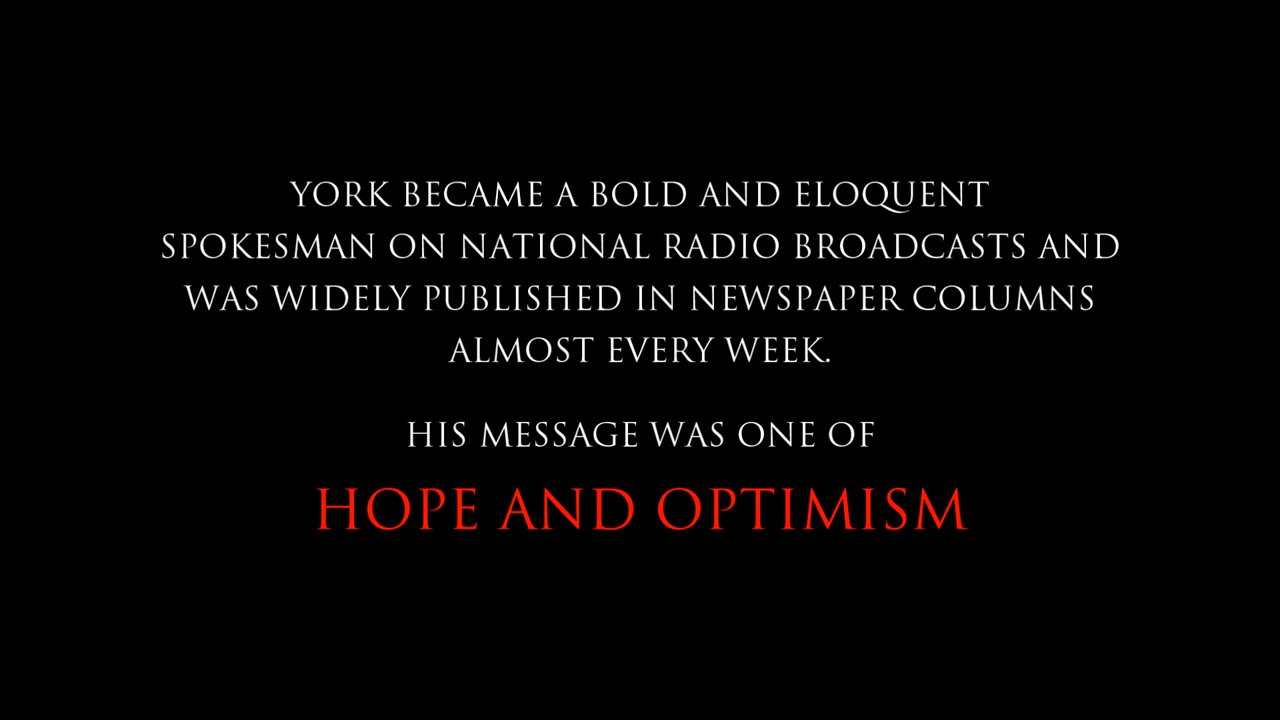 YORK BECAME A BOLD AND ELOQUENT
SPOKESMAN ON NATIONAL RADIO BROADCASTS AND
WAS WIDELY PUBLISHED IN NEWSPAPER COLUMNS
ALMOST EVERY WEEK.
HIS MESSAGE WAS ONE OF
HOPE AND OPTIMISM